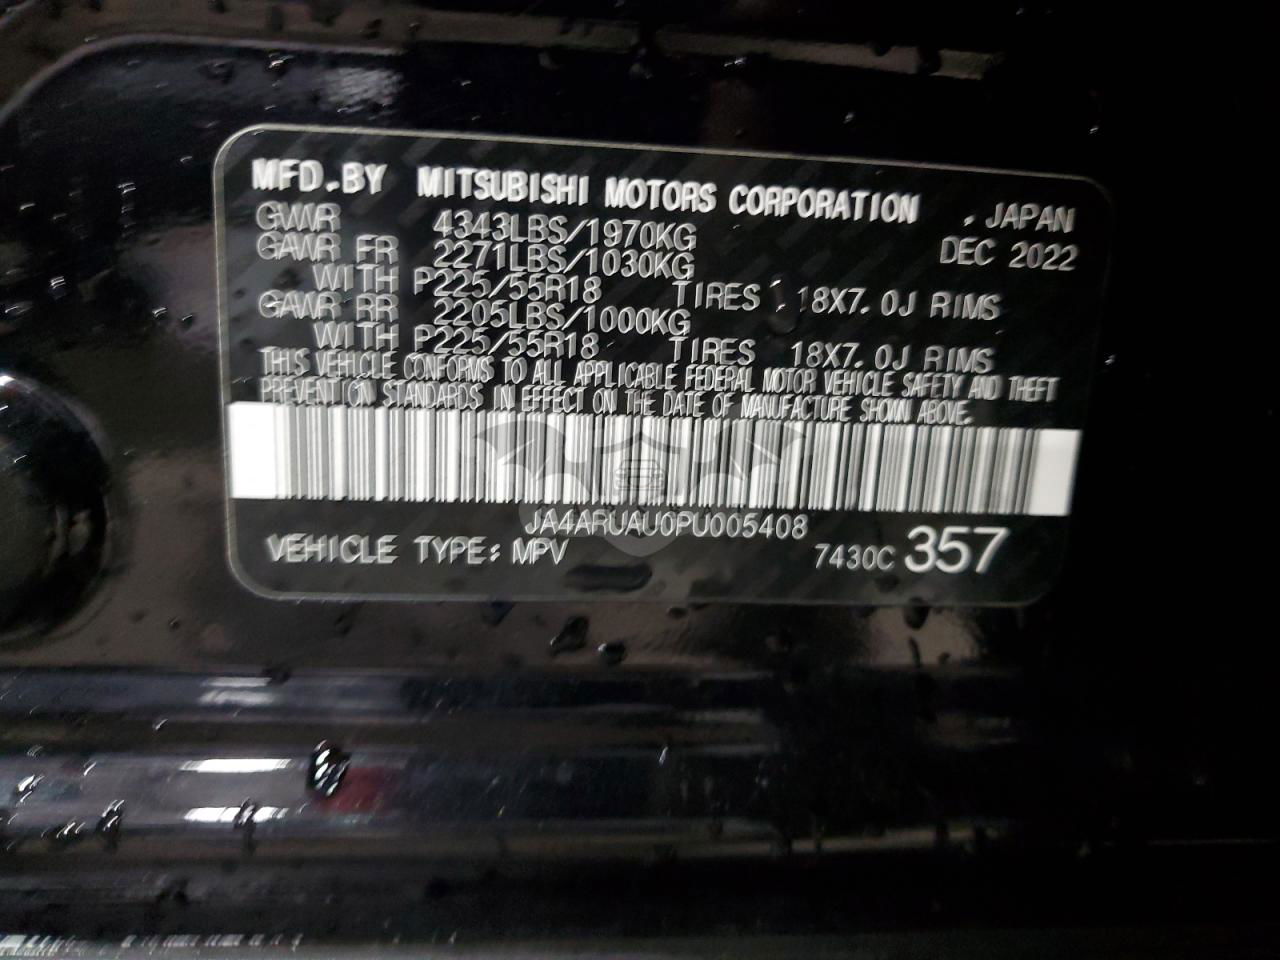 MFD.BY MITSUBISHI MOTORS CORPORATION , JAPAN
GVWR 4343LBS/1970KG DEC 2022
GAWR FR 2271LBS/1030KG
WITH P225/55R18 TIRES 18X7.0J RIMS
GAWR RR 2205LBS/1000KG
WITH P225/55R18 TIRES 18X7.0J RIMS
THIS VEHICLE CONFORMS TO ALL APPLICABLE FEDERAL MOTOR VEHICLE SAFETY AND THEFT
PREVENTION STANDARDS IN EFFECT ON THE DATE OF MANUFACTURE SHOWN ABOVE.
JA4ARUAU0PU005408
VEHICLE TYPE: MPV 7430C 357